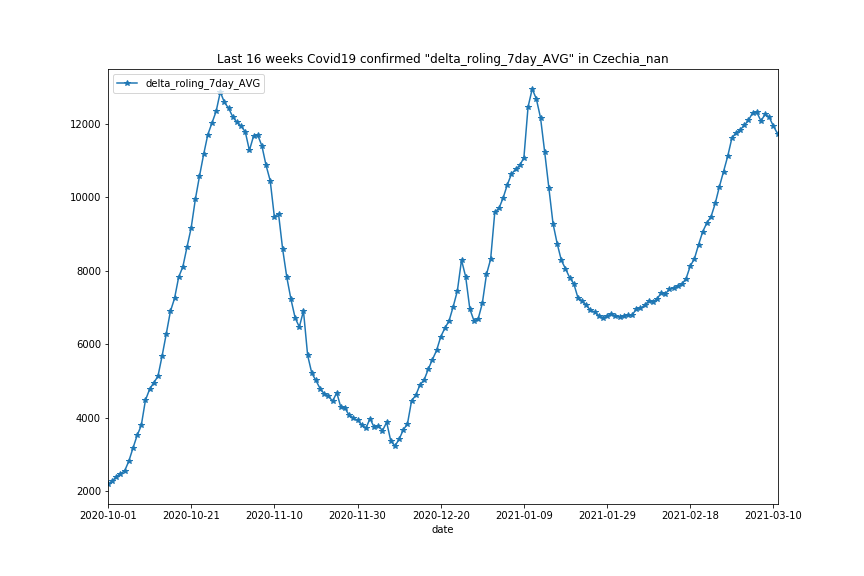 Last 16 weeks Covid19 confirmed "delta_roling_7day_AVG" in Czechia_nan
delta_roling_7day_AVG
12000
10000
8000
6000
4000
2000
2020-10-01 2020-10-21 2020-11-10 2020-11-30 2020-12-20 2021-01-09 2021-01-29 2021-02-18 2021-03-10
date